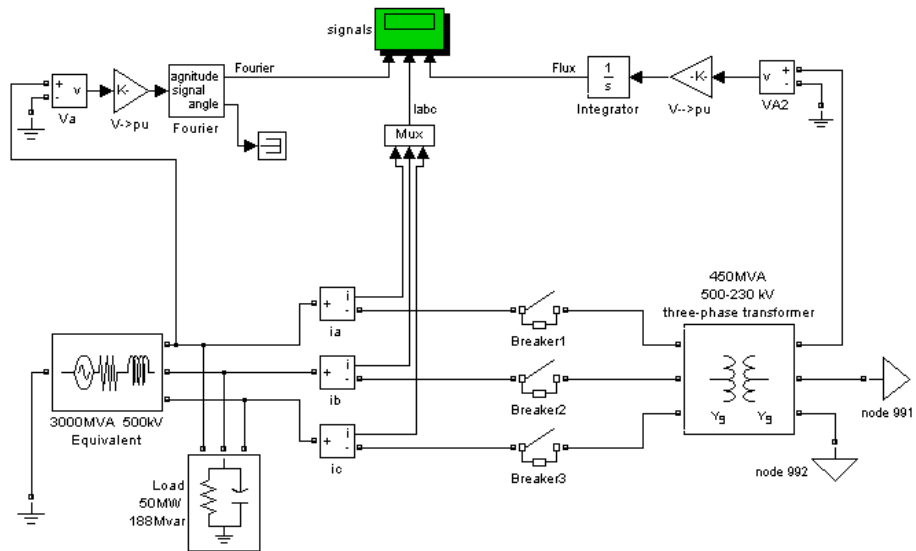 signals
Fourier
Flux
Iabc
Mux
+
-
v
Va
K-
V->pu
agnitude
signal
angle
Fourier
1
s
Integrator
-K-
V-->pu
v
+
-
VA2
+
i
-
ia
+
i
-
ib
+
i
-
ic
Breaker1
Breaker2
Breaker3
450MVA
500-230 kV
three-phase transformer
Yg
Yg
node 991
node 992
3000MVA 500kV
Equivalent
Load
50MW
188Mvar